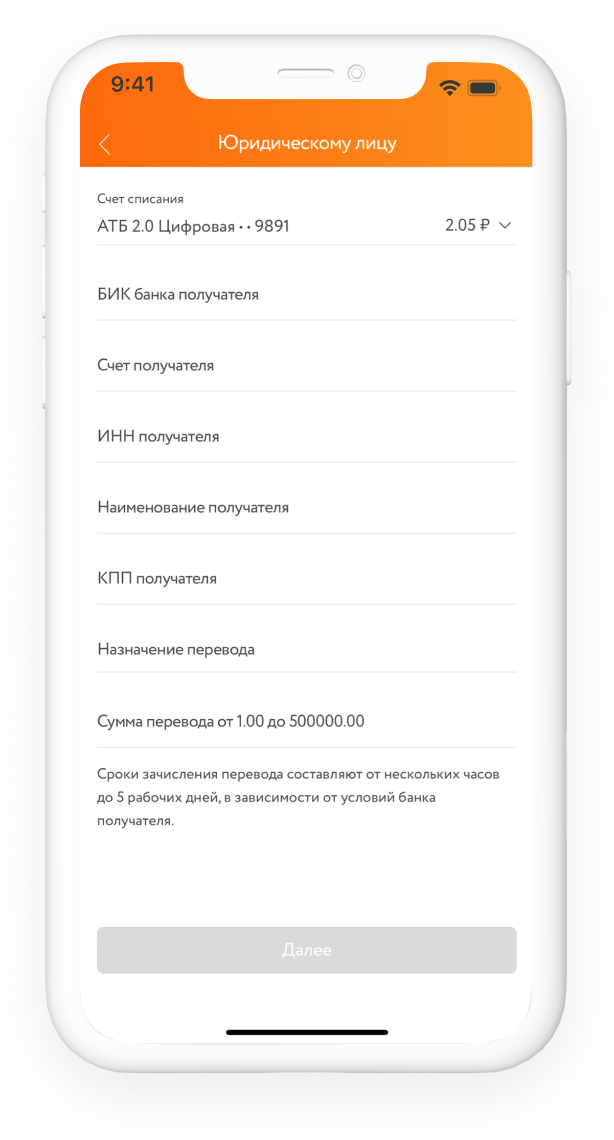 9:41
Юридическому лицу
Счет списания
АТБ 2.0 Цифровая • • 9891 2.05 ₽
БИК банка получателя
Счет получателя
ИНН получателя
Наименование получателя
КПП получателя
Назначение перевода
Сумма перевода от 1.00 до 500000.00
Сроки зачисления перевода составляют от нескольких часов
до 5 рабочих дней, в зависимости от условий банка
получателя.
Далее